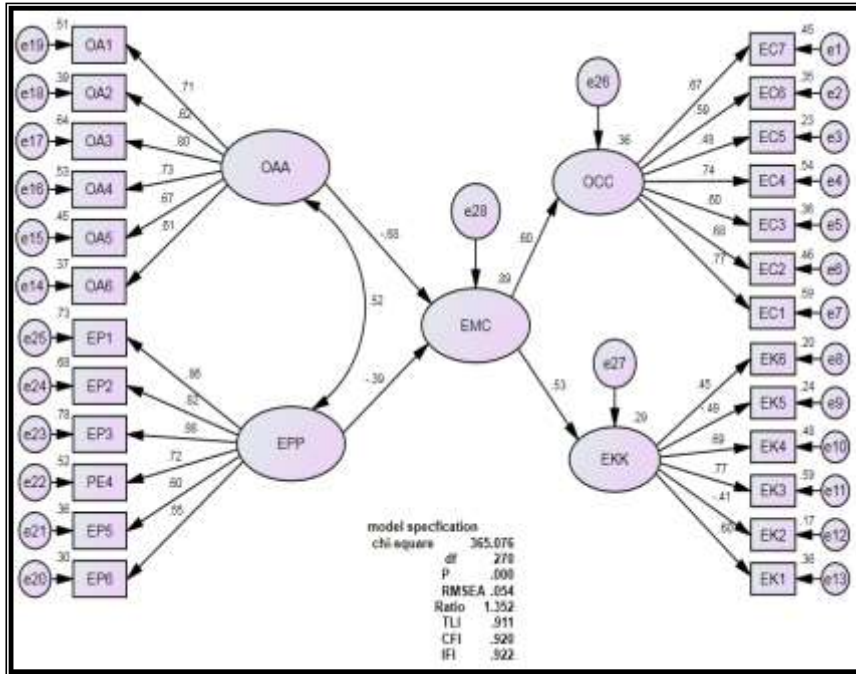 e19 .51 OA1 .71
e18 .39 OA2 .62
e17 .64 OA3 .80
e16 .53 OA4 .73
e15 .45 OA5 .67
e14 .37 OA6 .61
OAA
e25 .73 EP1
e24 .68 EP2
e23 .78 EP3
e22 .52 PE4 .72
e21 .36 EP5 .60
e20 .30 EP6 .55
EPP
.52
-.39
e28
EMC
.60
.53
e26
.36
OCC
e27
EKK
.67 EC7 .45 e1
.59 EC6 .35 e2
.48 EC5 .23 e3
.74 EC4 .54 e4
.60 EC3 .36 e5
.68 EC2 .46 e6
.77 EC1 .59 e7
.45 EK6 .20 e8
-.49 EK5 .24 e9
.69 EK4 .48 e10
.77 EK3 .59 e11
-.41 EK2 .17 e12
.60 EK1 .36 e13
model specfication
chi-square 365.076
df 270
P .000
RMSEA .054
Ratio 1.352
TLI .911
CFI .920
IFI .922